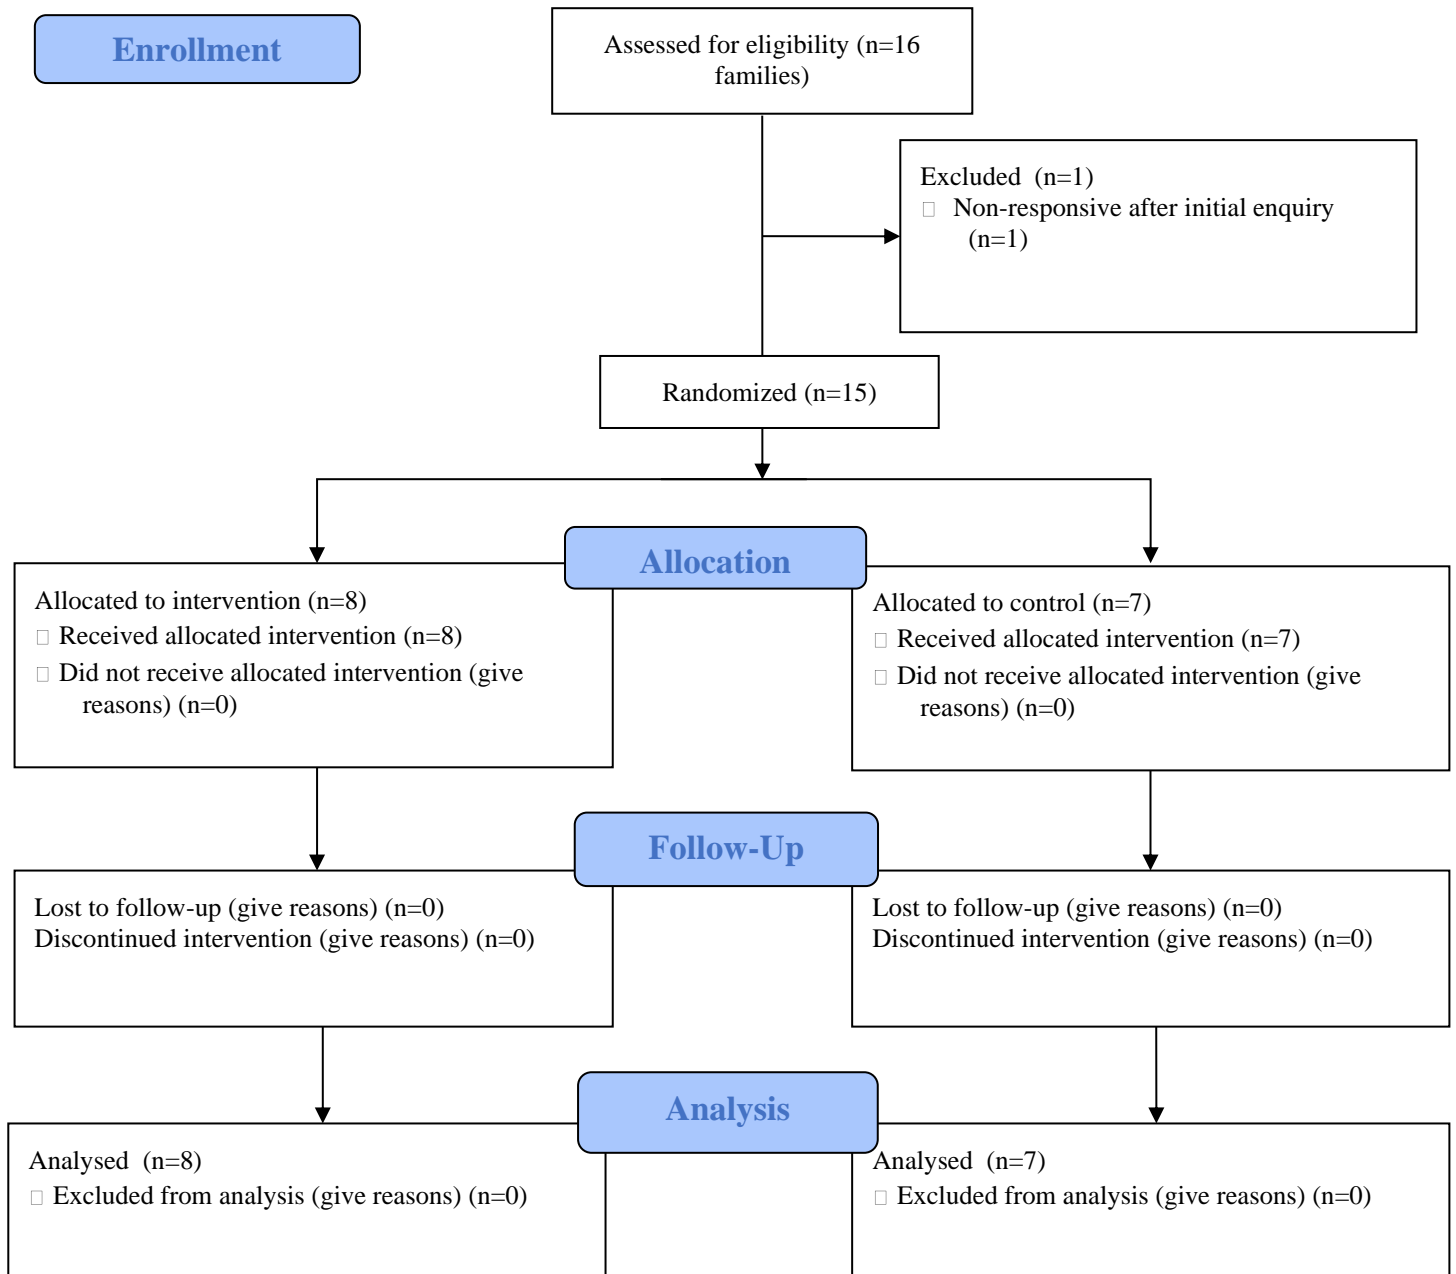 Enrollment
Assessed for eligibility (n=16
families)
Excluded  (n=1)
Non-responsive after initial enquiry
(n=1)
Randomized (n=15)
Allocation
Allocated to intervention (n=8)
Received allocated intervention (n=8)
Did not receive allocated intervention (give
reasons) (n=0)
Allocated to control (n=7)
Received allocated intervention (n=7)
Did not receive allocated intervention (give
reasons) (n=0)
Follow-Up
Lost to follow-up (give reasons) (n=0)
Discontinued intervention (give reasons) (n=0)
Lost to follow-up (give reasons) (n=0)
Discontinued intervention (give reasons) (n=0)
Analysis
Analysed  (n=8)
Excluded from analysis (give reasons) (n=0)
Analysed  (n=7)
Excluded from analysis (give reasons) (n=0)